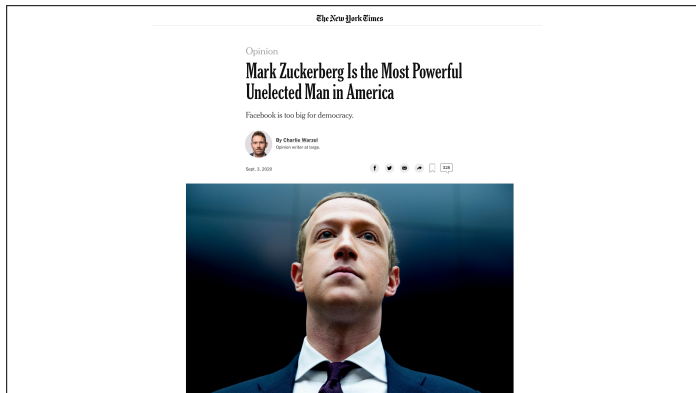 The New York Times
Opinion
Mark Zuckerberg Is the Most Powerful
Unelected Man in America
Facebook is too big for democracy.
By Charlie Warzel
Opinion writer at large.
Sept. 3, 2020
326